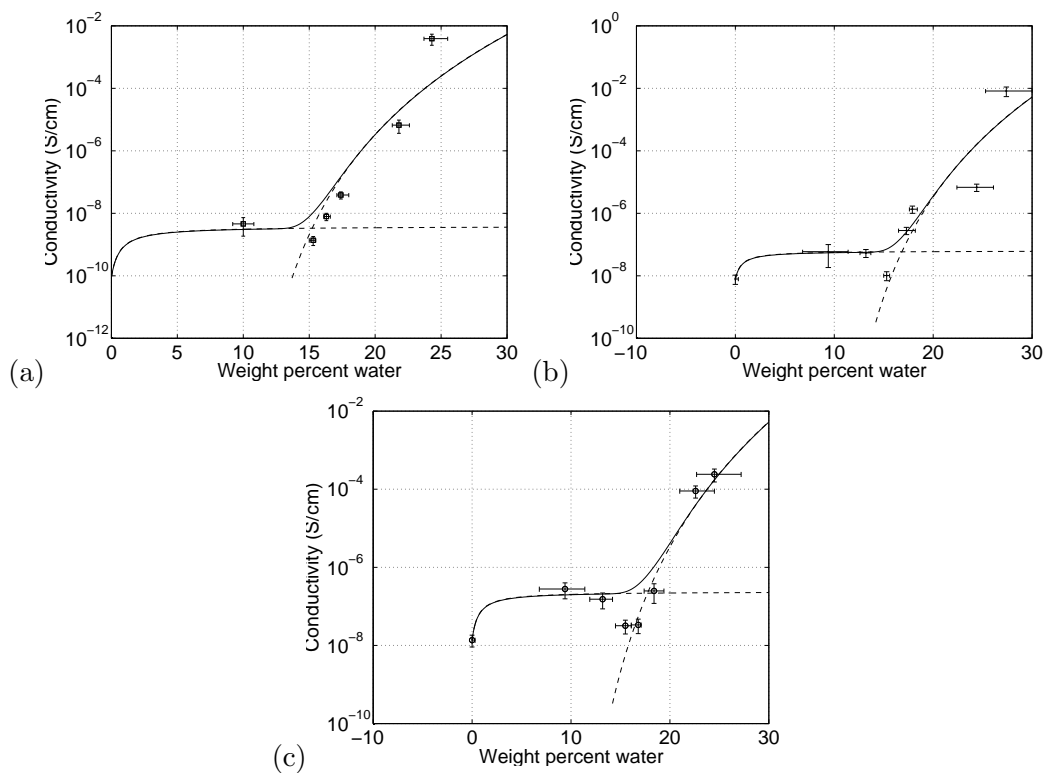 10^−2
10^−4
10^−6
10^−8
10^−10
10^−12
Conductivity (S/cm)
0 5 10 15 20 25 30
Weight percent water
(a)
10^0
10^−2
10^−4
10^−6
10^−8
10^−10
Conductivity (S/cm)
−10 0 10 20 30
Weight percent water
(b)
10^−2
10^−4
10^−6
10^−8
10^−10
Conductivity (S/cm)
−10 0 10 20 30
Weight percent water
(c)